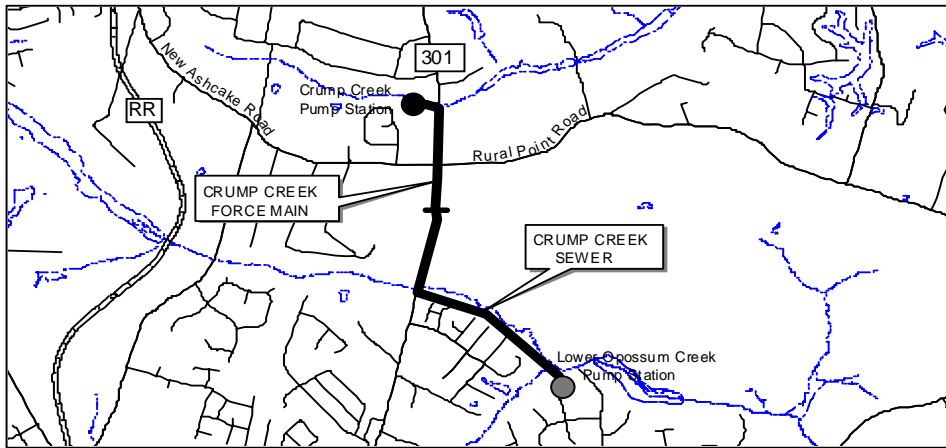 301
New Ashcake Road
Crump Creek
Pump Station
RR
Rural Point Road
CRUMP CREEK
FORCE MAIN
CRUMP CREEK
SEWER
Lower Opossum Creek
Pump Station